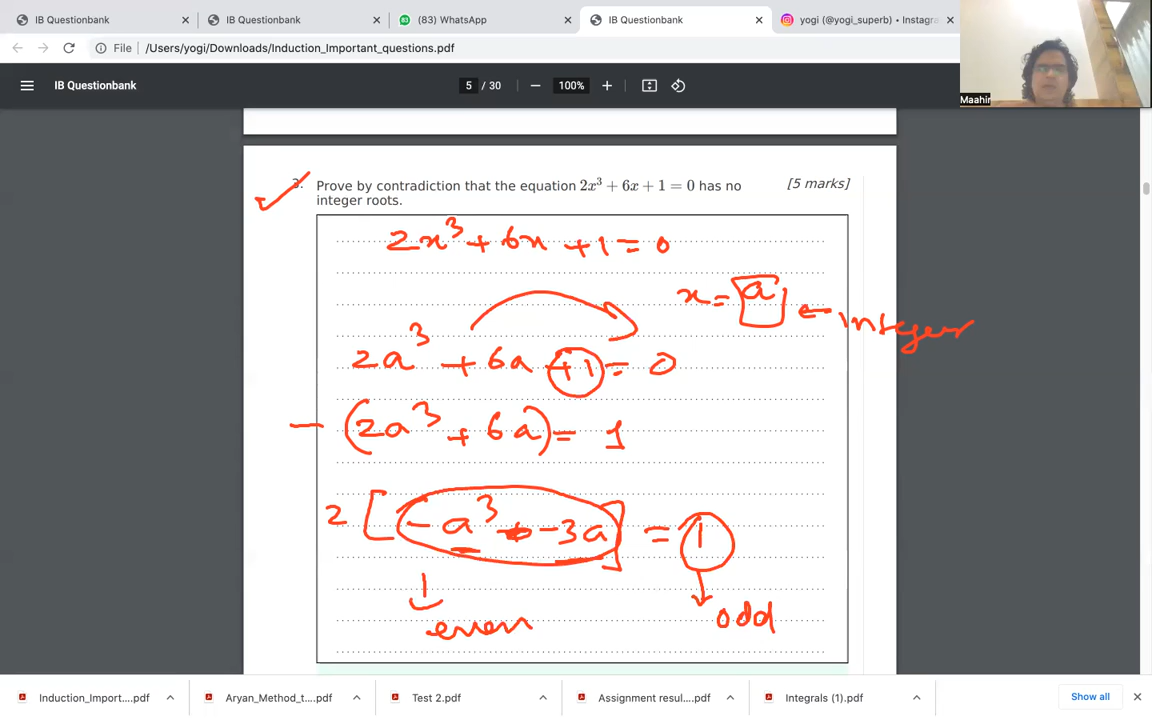 IB Questionbank
IB Questionbank
(83) WhatsApp
IB Questionbank
yogi (@yogi_superb) • Instagra
File /Users/yogi/Downloads/Induction_Important_questions.pdf
IB Questionbank
5 / 30
100%
Maahir
3. Prove by contradiction that the equation 2x³ + 6x + 1 = 0 has no [5 marks]
integer roots.
2x³ + 6x + 1 = 0
x = a ← integer
2a³ + 6a + 1 = 0
- (2a³ + 6a) = 1
2 [ - a³ - 3a ] = 1
even
odd
Induction_Import....pdf
Aryan_Method_t....pdf
Test 2.pdf
Assignment resul....pdf
Integrals (1).pdf
Show all